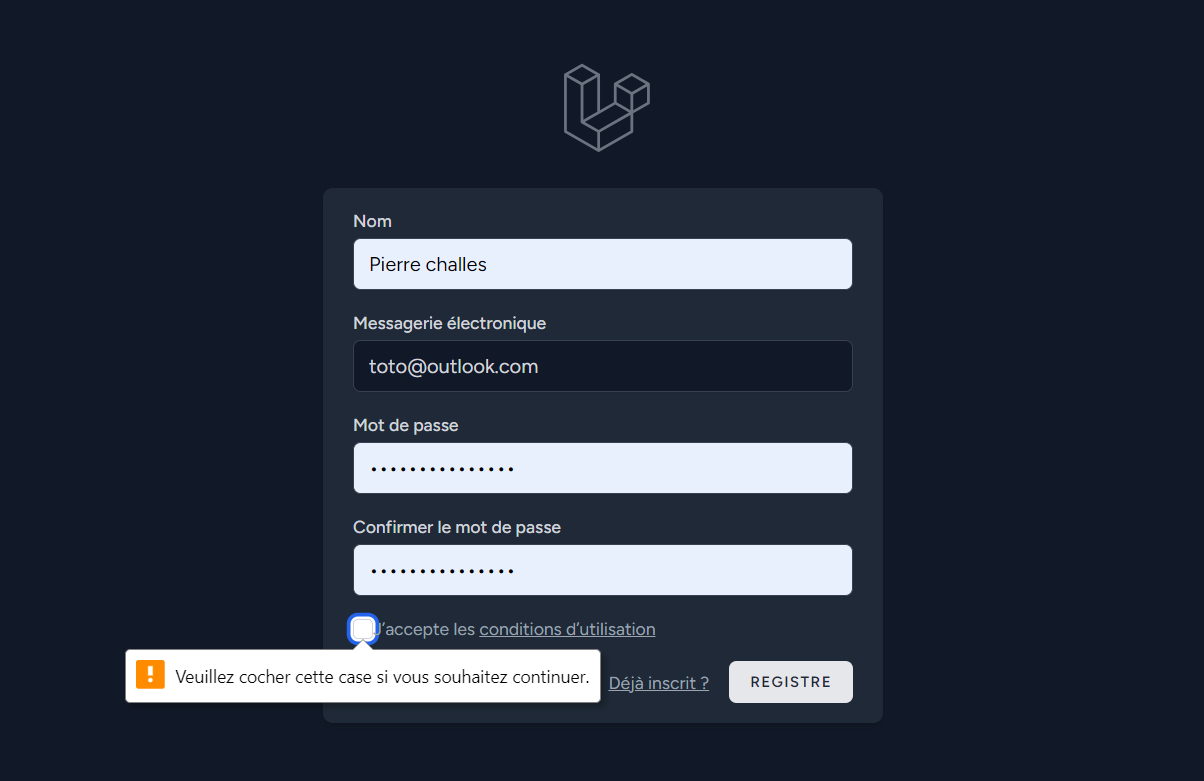 Nom
Pierre challes
Messagerie électronique
toto@outlook.com
Mot de passe
•••••••••••••••
Confirmer le mot de passe
•••••••••••••••
J’accepte les conditions d’utilisation
Veuillez cocher cette case si vous souhaitez continuer.
Déjà inscrit ?
REGISTRE